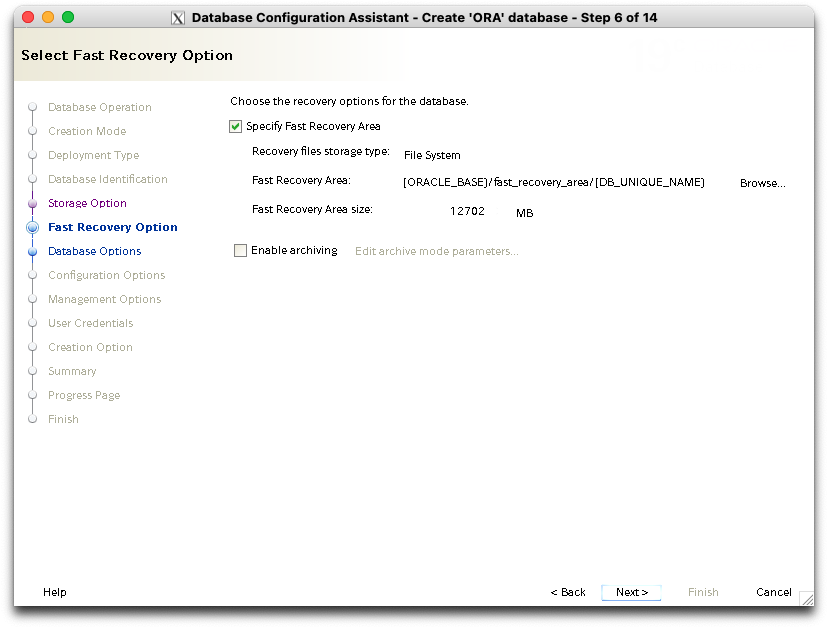 Database Configuration Assistant - Create 'ORA' database - Step 6 of 14
Select Fast Recovery Option
Database Operation
Creation Mode
Deployment Type
Database Identification
Storage Option
Fast Recovery Option
Database Options
Configuration Options
Management Options
User Credentials
Creation Option
Summary
Progress Page
Finish
Choose the recovery options for the database.
Specify Fast Recovery Area
Recovery files storage type: File System
Fast Recovery Area: {ORACLE_BASE}/fast_recovery_area/{DB_UNIQUE_NAME} Browse...
Fast Recovery Area size: 12702 MB
Enable archiving Edit archive mode parameters...
Help < Back Next > Finish Cancel